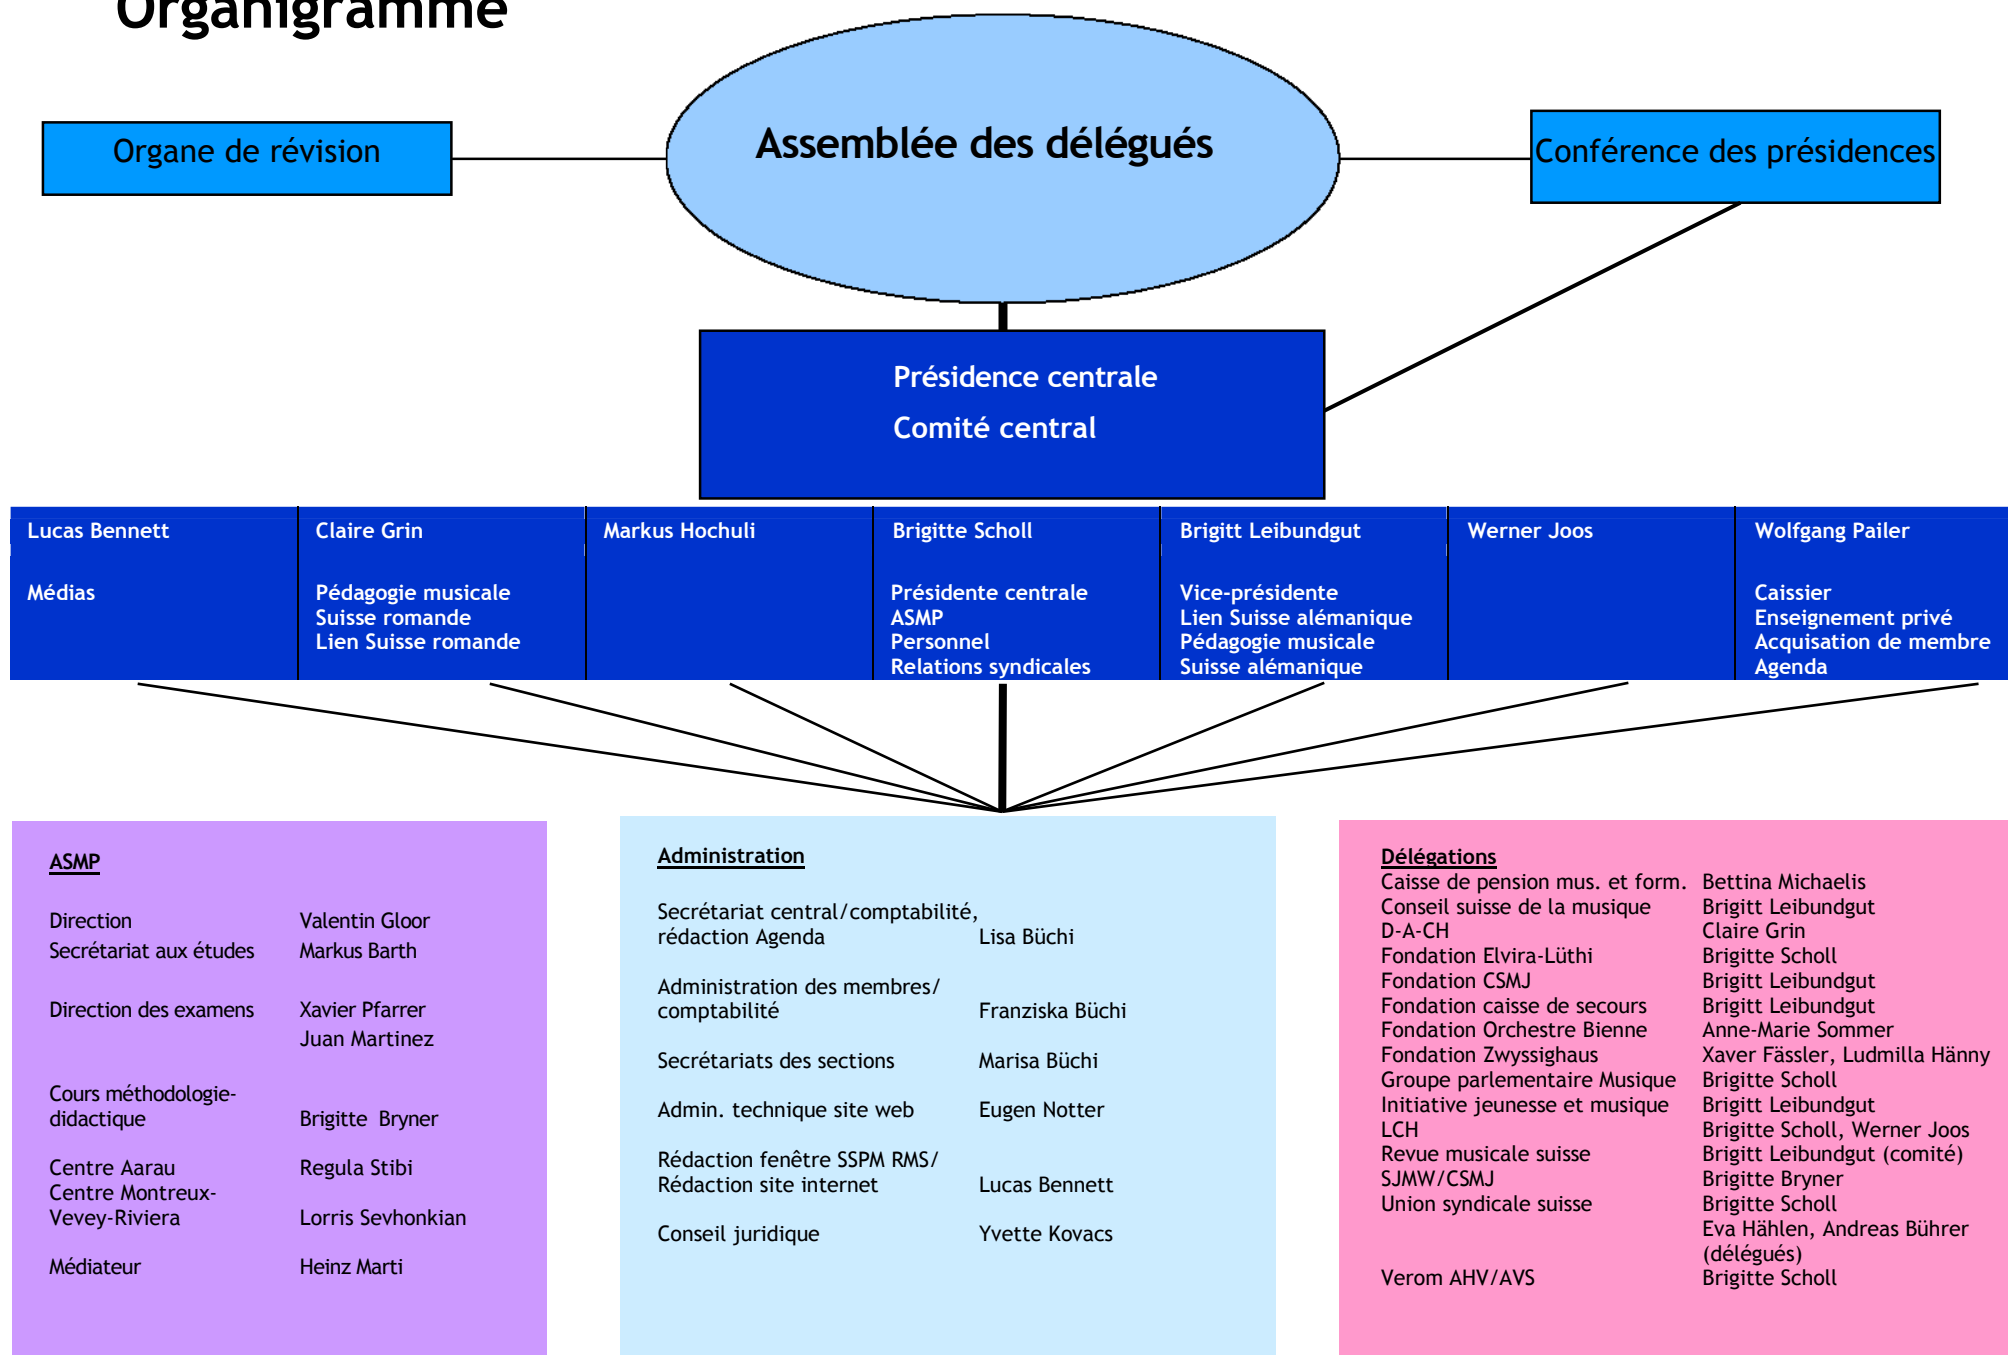 Organigramme
Organe de révision
Assemblée des délégués
Conférence des présidences
Présidence centrale
Comité central
Lucas Bennett
Médias
Claire Grin
Pédagogie musicale
Suisse romande
Lien Suisse romande
Markus Hochuli
Brigitte Scholl
Présidente centrale
ASMP
Personnel
Relations syndicales
Brigitt Leibundgut
Vice-présidente
Lien Suisse alémanique
Pédagogie musicale
Suisse alémanique
Werner Joos
Wolfgang Pailer
Caissier
Enseignement privé
Acquisation de membre
Agenda
ASMP
Direction Valentin Gloor
Secrétariat aux études Markus Barth
Direction des examens Xavier Pfarrer
Juan Martinez
Cours méthodologie-
didactique Brigitte Bryner
Centre Aarau Regula Stibi
Centre Montreux-
Vevey-Riviera Lorris Sevhonkian
Médiateur Heinz Marti
Administration
Secrétariat central/comptabilité,
rédaction Agenda Lisa Büchi
Administration des membres/
comptabilité Franziska Büchi
Secrétariats des sections Marisa Büchi
Admin. technique site web Eugen Notter
Rédaction fenêtre SSPM RMS/
Rédaction site internet Lucas Bennett
Conseil juridique Yvette Kovacs
Délégations
Caisse de pension mus. et form. Bettina Michaelis
Conseil suisse de la musique Brigitt Leibundgut
D-A-CH Claire Grin
Fondation Elvira-Lüthi Brigitte Scholl
Fondation CSMJ Brigitt Leibundgut
Fondation caisse de secours Brigitt Leibundgut
Fondation Orchestre Bienne Anne-Marie Sommer
Fondation Zwyssighaus Xaver Fässler, Ludmilla Hänny
Groupe parlementaire Musique Brigitte Scholl
Initiative jeunesse et musique Brigitt Leibundgut
LCH Brigitte Scholl, Werner Joos
Revue musicale suisse Brigitt Leibundgut (comité)
SJMW/CSMJ Brigitte Bryner
Union syndicale suisse Brigitte Scholl
Eva Hählen, Andreas Bührer
(délégués)
Verom AHV/AVS Brigitte Scholl